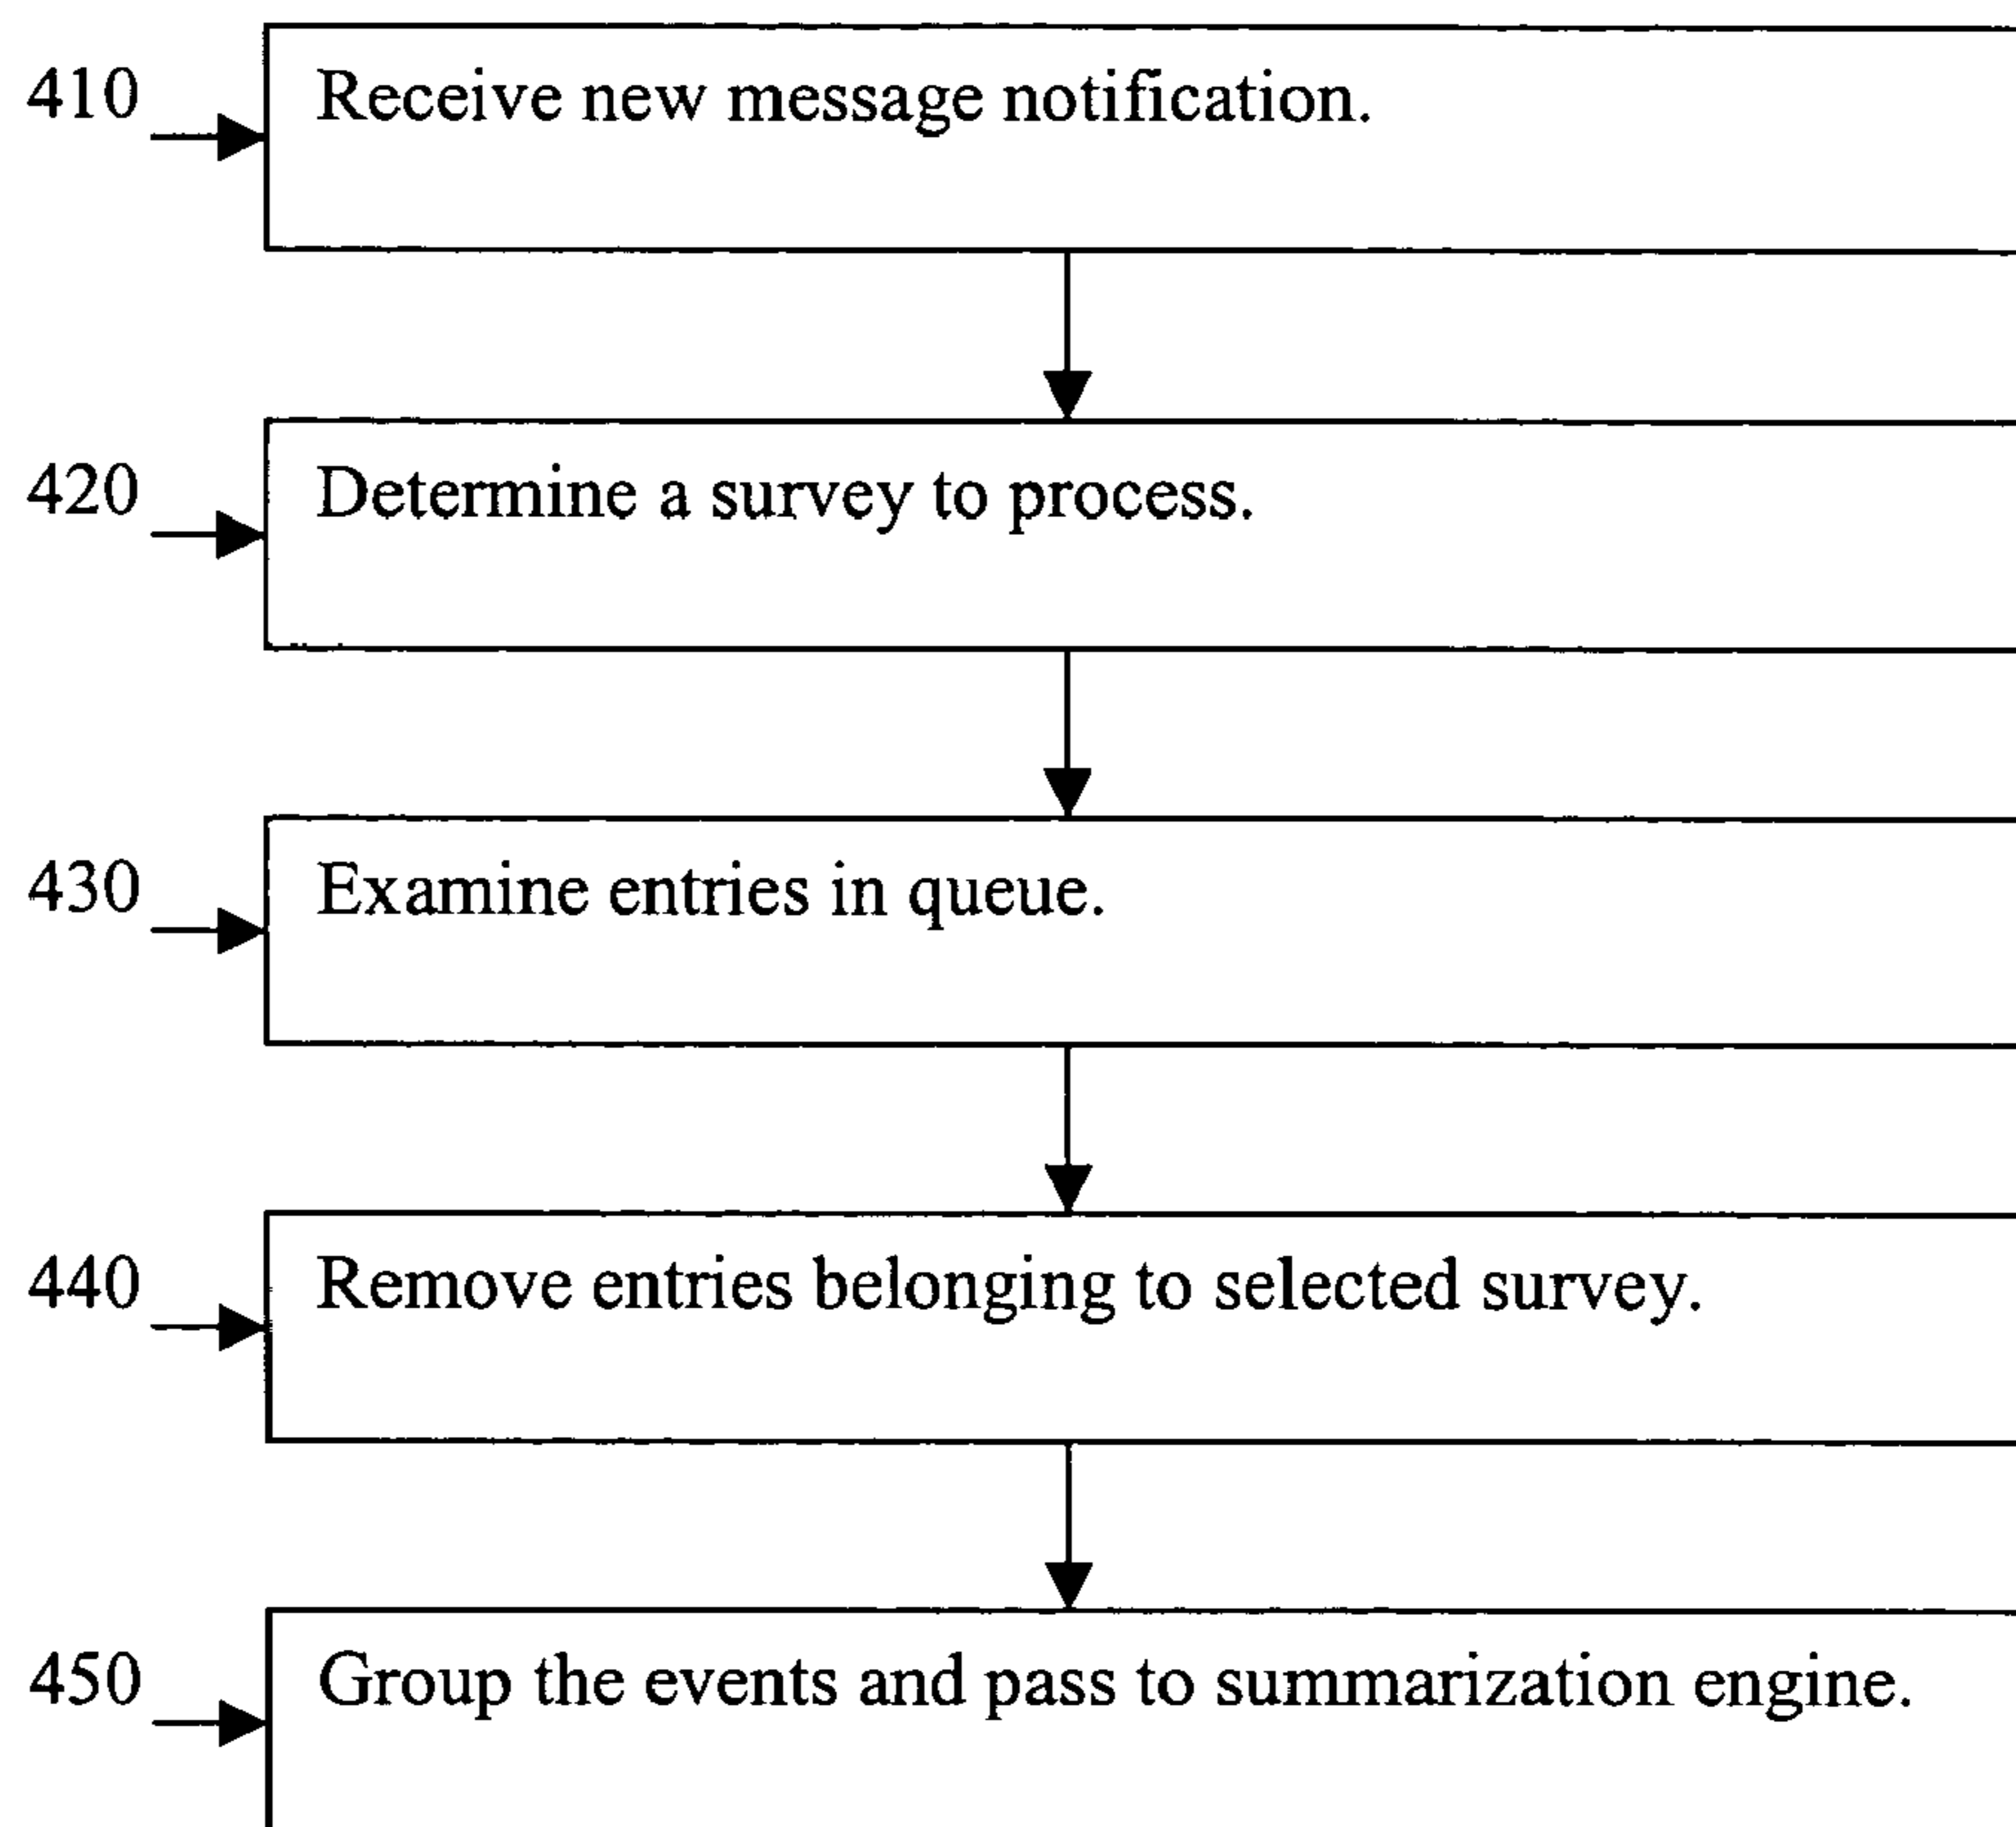 410 Receive new message notification.
420 Determine a survey to process.
430 Examine entries in queue.
440 Remove entries belonging to selected survey.
450 Group the events and pass to summarization engine.